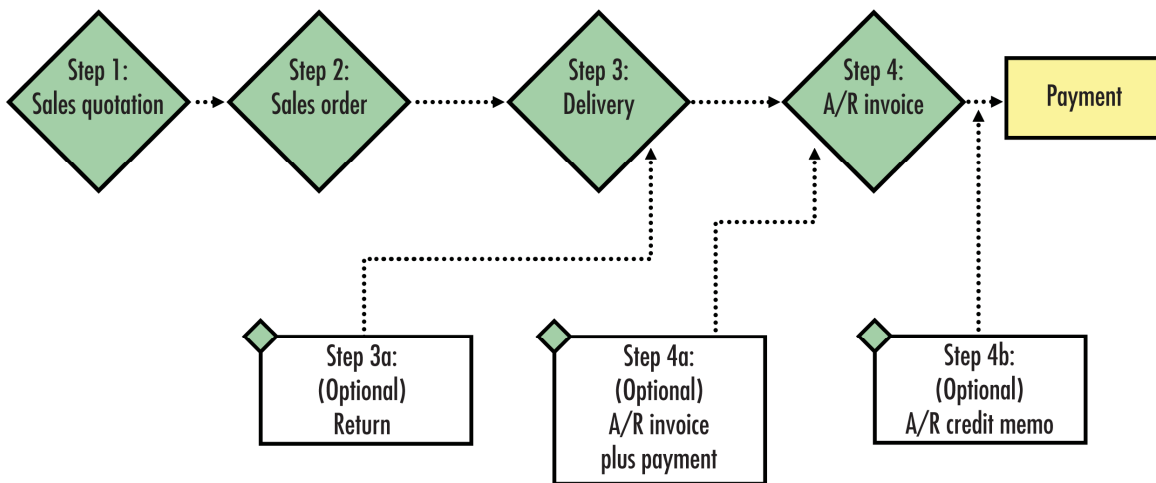 Step 1:
Sales quotation
Step 2:
Sales order
Step 3:
Delivery
Step 4:
A/R invoice
Payment
Step 3a:
(Optional)
Return
Step 4a:
(Optional)
A/R invoice
plus payment
Step 4b:
(Optional)
A/R credit memo